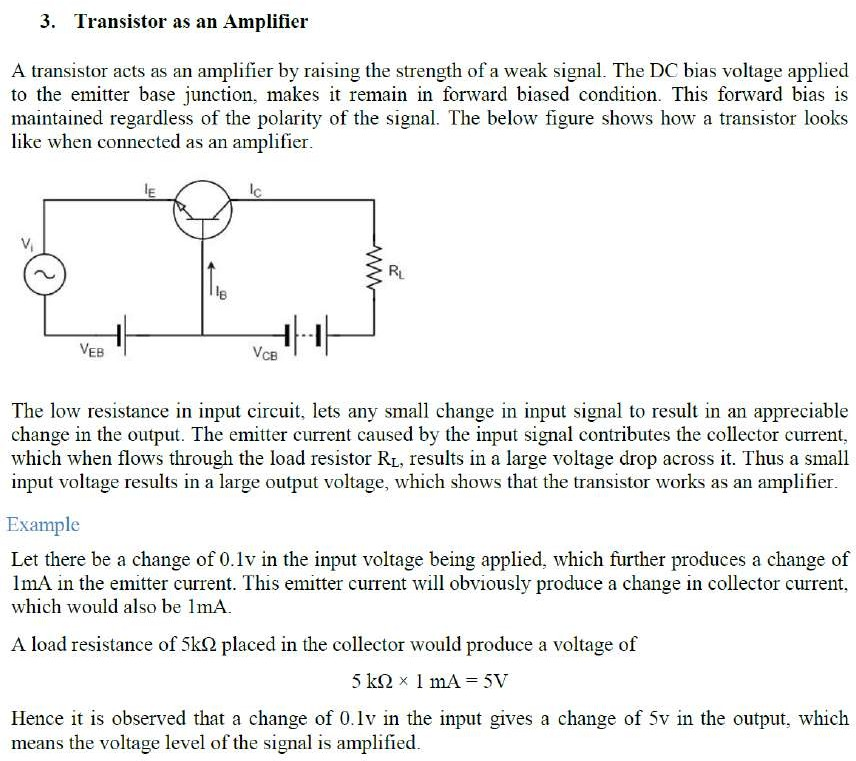 3. Transistor as an Amplifier
A transistor acts as an amplifier by raising the strength of a weak signal. The DC bias voltage applied
to the emitter base junction, makes it remain in forward biased condition. This forward bias is
maintained regardless of the polarity of the signal. The below figure shows how a transistor looks
like when connected as an amplifier.
IE
IC
Vi
RL
IB
VEB
VCB
The low resistance in input circuit, lets any small change in input signal to result in an appreciable
change in the output. The emitter current caused by the input signal contributes the collector current,
which when flows through the load resistor RL, results in a large voltage drop across it. Thus a small
input voltage results in a large output voltage, which shows that the transistor works as an amplifier.
Example
Let there be a change of 0.1v in the input voltage being applied, which further produces a change of
1mA in the emitter current. This emitter current will obviously produce a change in collector current,
which would also be 1mA.
A load resistance of 5kΩ placed in the collector would produce a voltage of
5 kΩ × 1 mA = 5V
Hence it is observed that a change of 0.1v in the input gives a change of 5v in the output, which
means the voltage level of the signal is amplified.